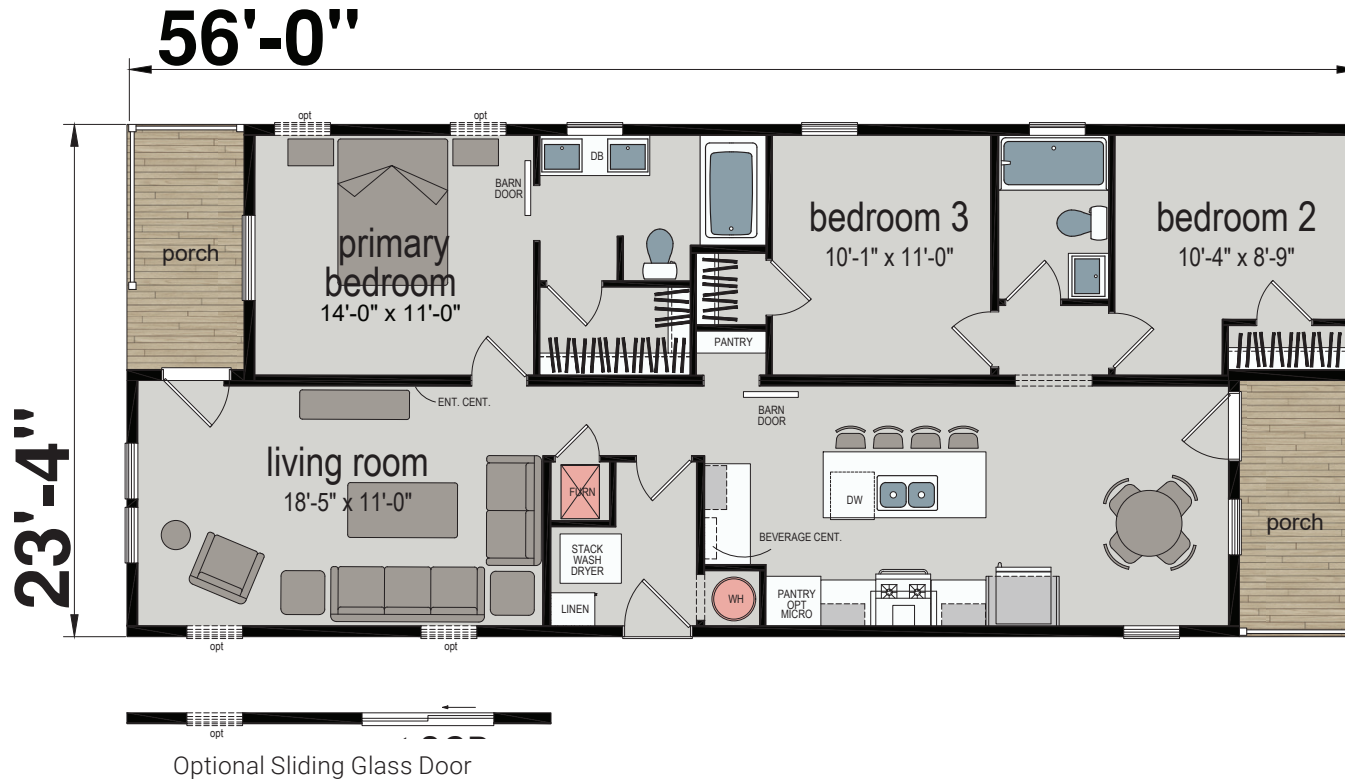 56'-0"
opt
opt
DB
BARN
DOOR
porch
primary
bedroom
14'-0" x 11'-0"
bedroom 3
10'-1" x 11'-0"
bedroom 2
10'-4" x 8'-9"
PANTRY
ENT. CENT.
BARN
DOOR
23'-4"
living room
18'-5" x 11'-0"
FURN
DW
BEVERAGE CENT.
porch
STACK
WASH
DRYER
LINEN
WH
PANTRY
OPT
MICRO
opt
opt
opt
Optional Sliding Glass Door